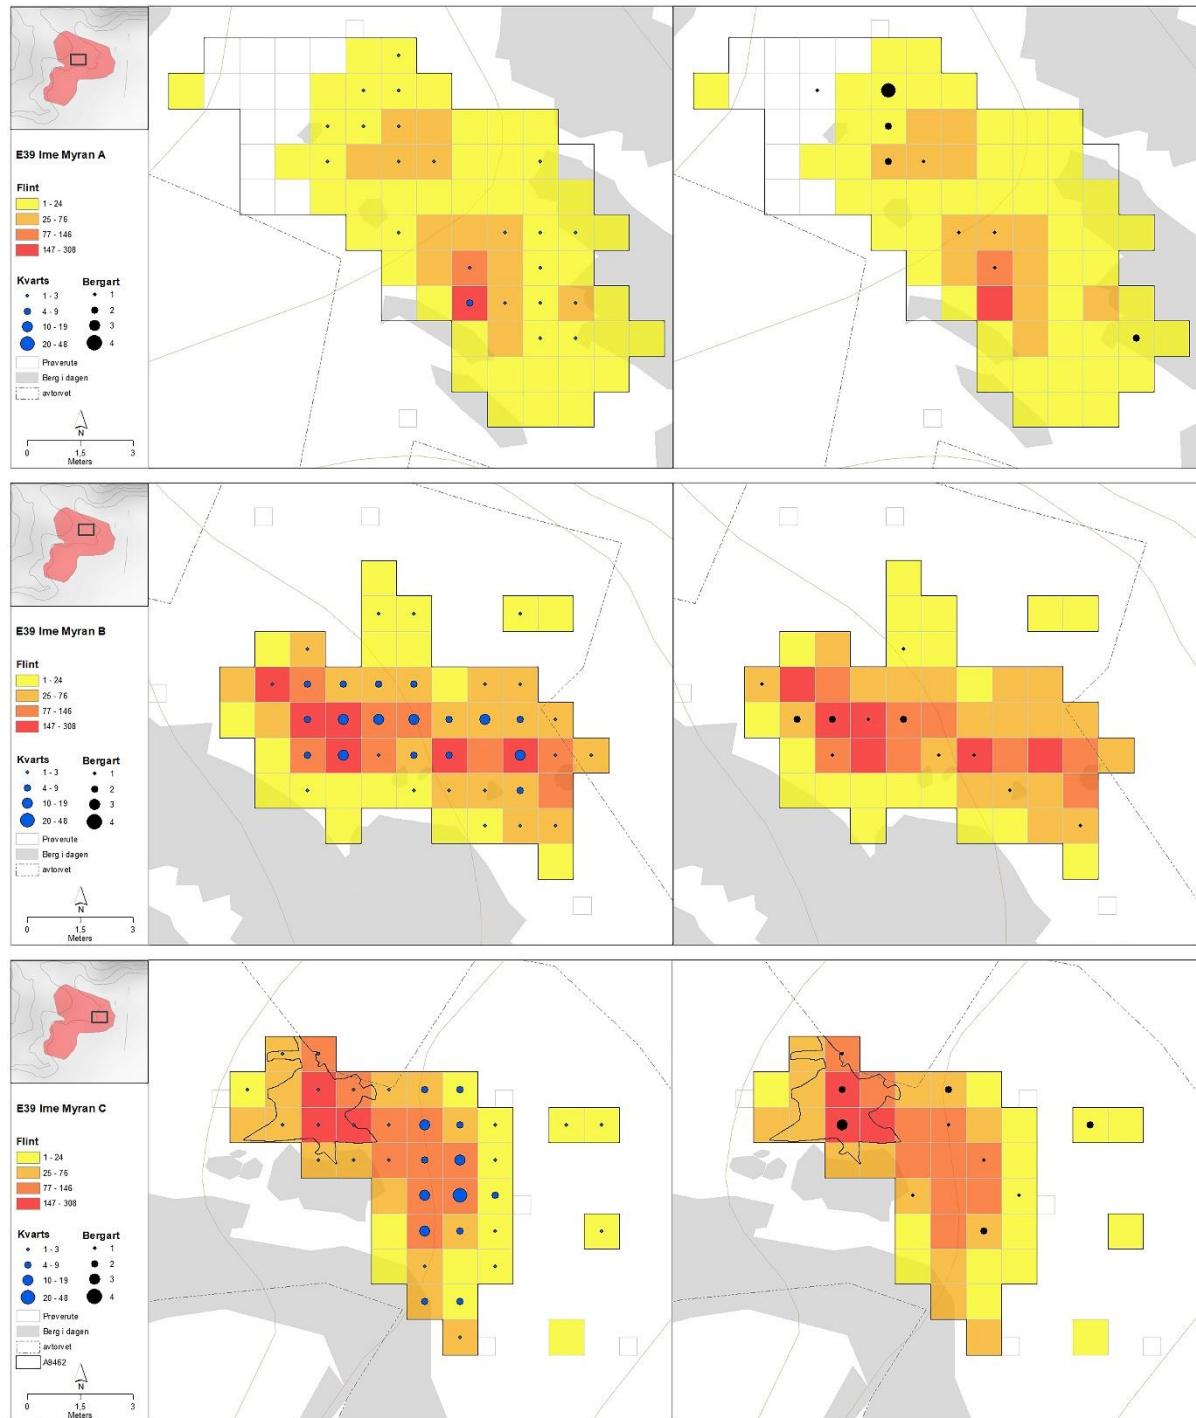 E39 Ime Myran A
Flint
1 - 24
25 - 76
77 - 146
147 - 308
Kvarts Bergart
1 - 3 1
4 - 9 2
10 - 19 3
20 - 48 4
Prøverute
Berg i dagen
avtorvet
N
0 1,5 3
Meters
E39 Ime Myran B
Flint
1 - 24
25 - 76
77 - 146
147 - 308
Kvarts Bergart
1 - 3 1
4 - 9 2
10 - 19 3
20 - 48 4
Prøverute
Berg i dagen
avtorvet
N
0 1,5 3
Meters
E39 Ime Myran C
Flint
1 - 24
25 - 76
77 - 146
147 - 308
Kvarts Bergart
1 - 3 1
4 - 9 2
10 - 19 3
20 - 48 4
Prøverute
Berg i dagen
avtorvet
A9462
N
0 1,5 3
Meters